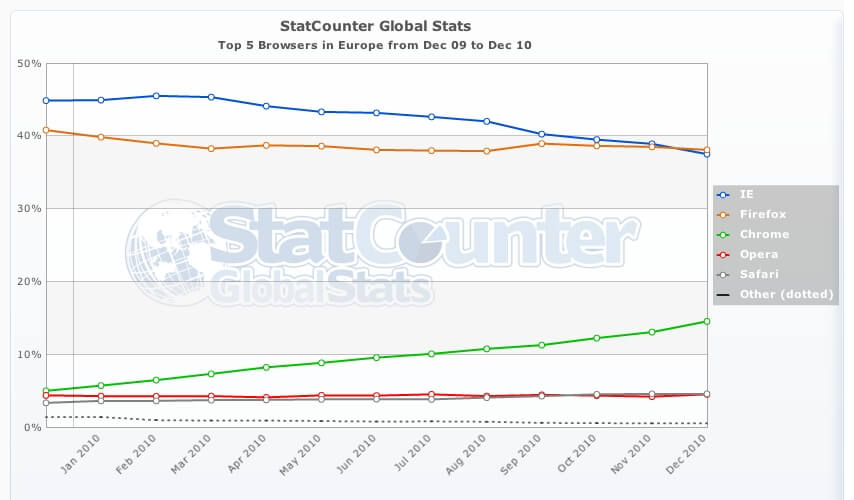 StatCounter Global Stats
Top 5 Browsers in Europe from Dec 09 to Dec 10
50%
40%
30%
20%
10%
0%
StatCounter
GlobalStats
IE
Firefox
Chrome
Opera
Safari
Other (dotted)
Jan 2010
Feb 2010
Mar 2010
Apr 2010
May 2010
Jun 2010
Jul 2010
Aug 2010
Sep 2010
Oct 2010
Nov 2010
Dec 2010